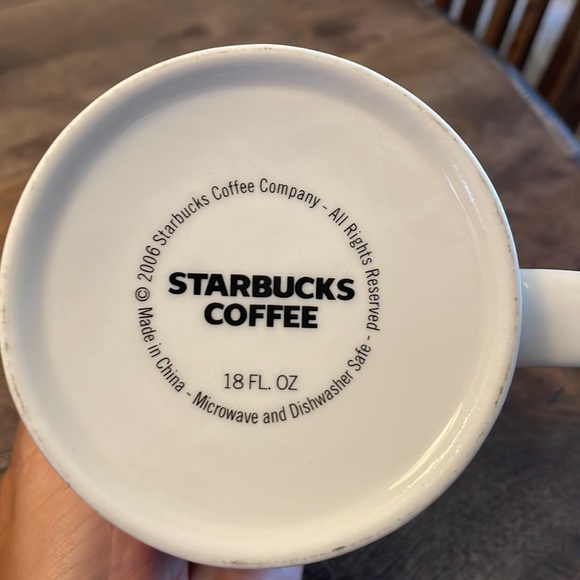 © 2006 Starbucks Coffee Company - All Rights Reserved -
STARBUCKS
COFFEE
18 FL. OZ
Made in China - Microwave and Dishwasher Safe -